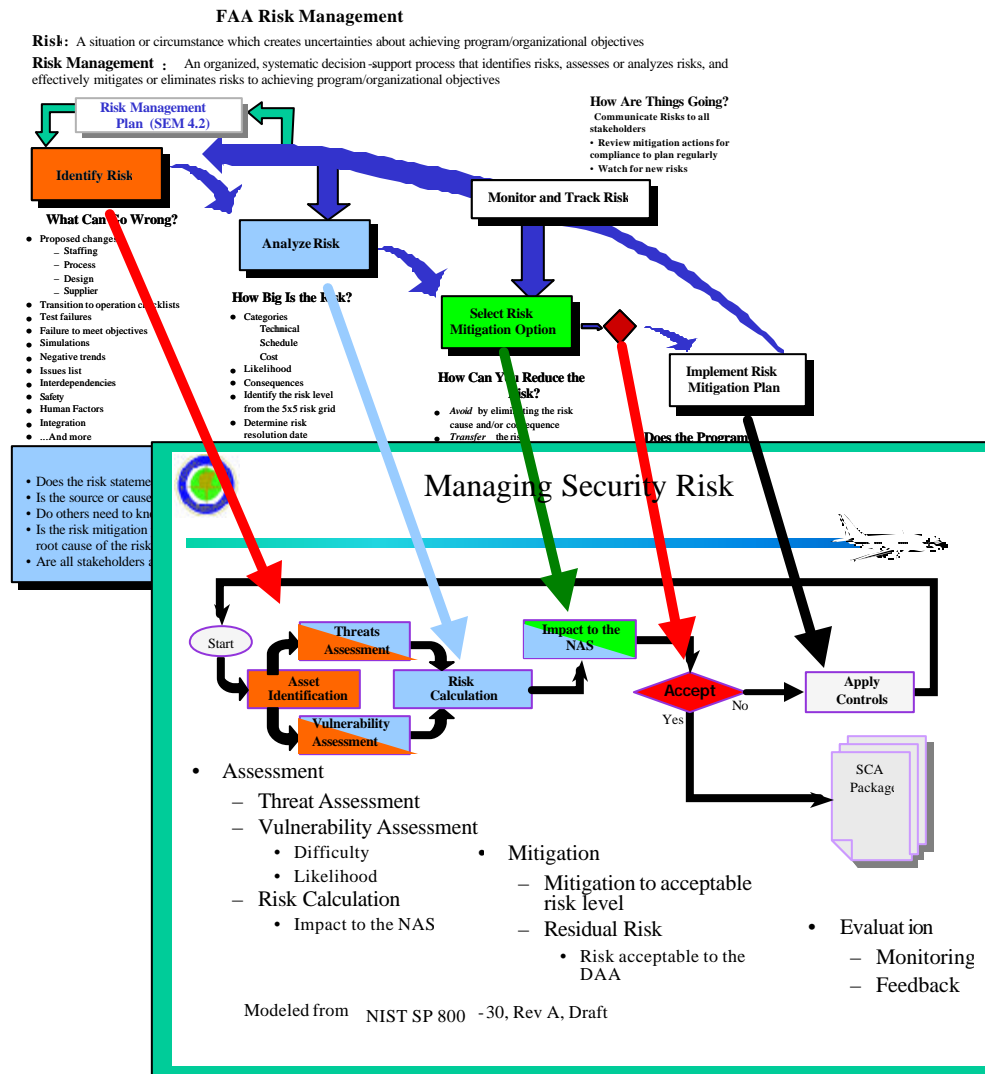 FAA Risk Management
Risk: A situation or circumstance which creates uncertainties about achieving program/organizational objectives
Risk Management : An organized, systematic decision -support process that identifies risks, assesses or analyzes risks, and
effectively mitigates or eliminates risks to achieving program/organizational objectives
Risk Management
Plan (SEM 4.2)
How Are Things Going?
Communicate Risks to all
stakeholders
• Review mitigation actions for
compliance to plan regularly
• Watch for new risks
Identify Risk
Monitor and Track Risk
What Can Go Wrong?
• Proposed changes
– Staffing
– Process
– Design
– Supplier
• Transition to operation checklists
• Test failures
• Failure to meet objectives
• Simulations
• Negative trends
• Issues list
• Interdependencies
• Safety
• Human Factors
• Integration
• ...And more
Analyze Risk
How Big Is the Risk?
• Categories
Technical
Schedule
Cost
• Likelihood
• Consequences
• Identify the risk level
from the 5x5 risk grid
• Determine risk
resolution date
Select Risk
Mitigation Option
How Can You Reduce the
Risk?
• Avoid by eliminating the risk
cause and/or consequence
• Transfer the ris
Implement Risk
Mitigation Plan
Does the Program
• Does the risk stateme
• Is the source or cause
• Do others need to kn
• Is the risk mitigation
root cause of the risk
• Are all stakeholders a
Managing Security Risk
Start
Threats
Assessment
Asset
Identification
Vulnerability
Assessment
Risk
Calculation
Impact to the
NAS
Accept
Yes
No
Apply
Controls
SCA
Package
• Assessment
– Threat Assessment
– Vulnerability Assessment
• Difficulty
• Likelihood
– Risk Calculation
• Impact to the NAS
• Mitigation
– Mitigation to acceptable
risk level
– Residual Risk
• Risk acceptable to the
DAA
• Evaluation
– Monitoring
– Feedback
Modeled from NIST SP 800 -30, Rev A, Draft